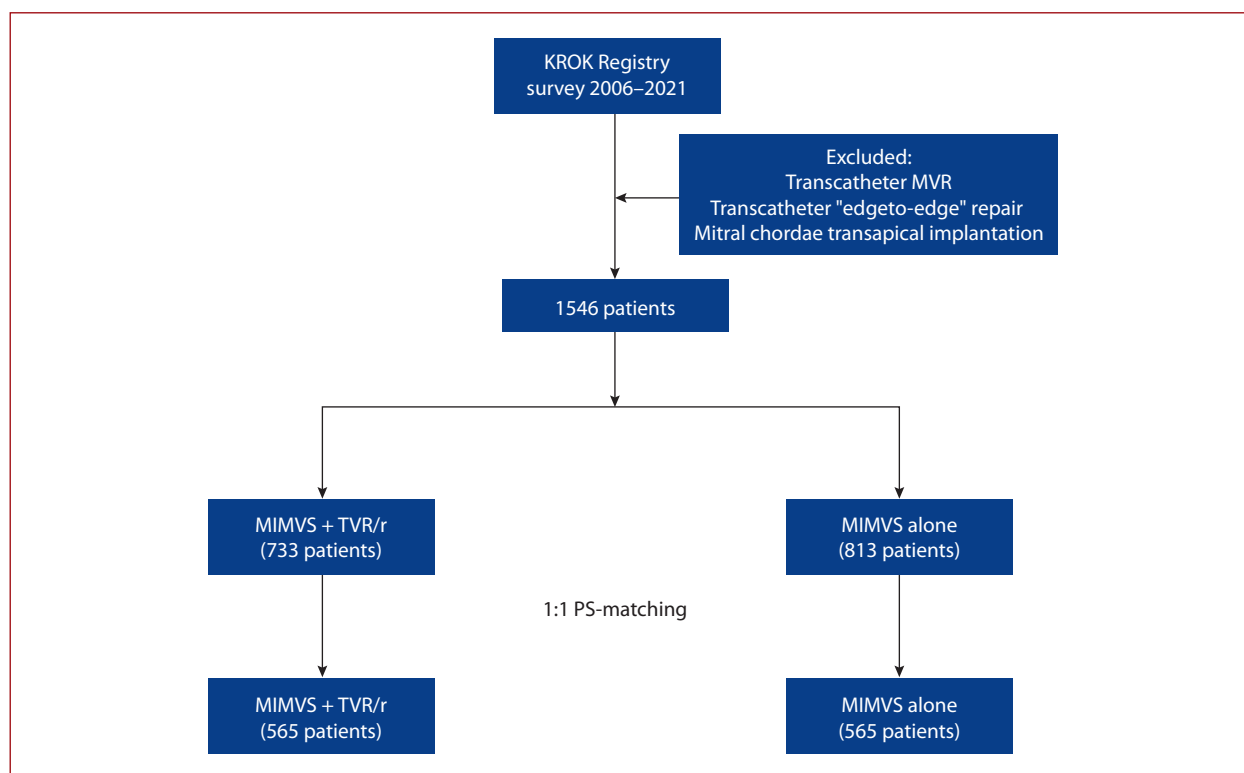 KROK Registry
survey 2006–2021
Excluded:
Transcatheter MVR
Transcatheter "edgeto-edge" repair
Mitral chordae transapical implantation
1546 patients
MIMVS + TVR/r
(733 patients)
MIMVS alone
(813 patients)
1:1 PS-matching
MIMVS + TVR/r
(565 patients)
MIMVS alone
(565 patients)